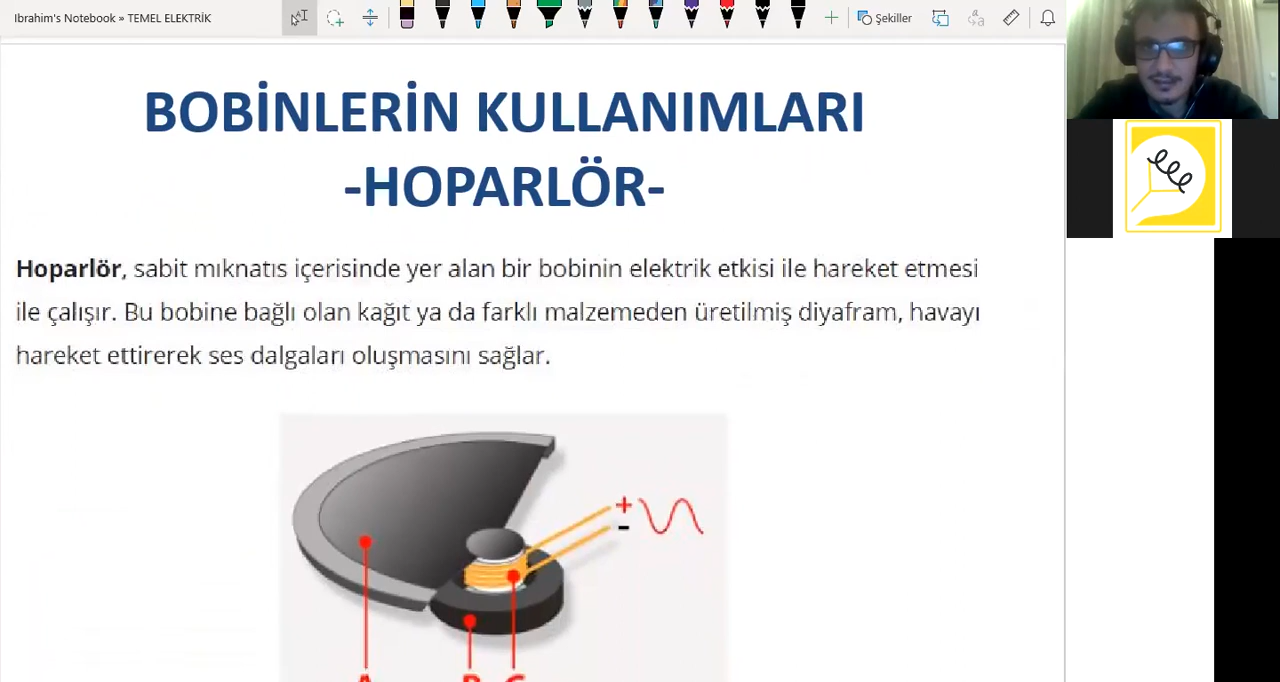 Ibrahim's Notebook » TEMEL ELEKTRİK
Şekiller
BOBİNLERİN KULLANIMLARI
-HOPARLÖR-
Hoparlör, sabit mıknatıs içerisinde yer alan bir bobinin elektrik etkisi ile hareket etmesi
ile çalışır. Bu bobine bağlı olan kağıt ya da farklı malzemeden üretilmiş diyafram, havayı
hareket ettirerek ses dalgaları oluşmasını sağlar.
+
-
A B C